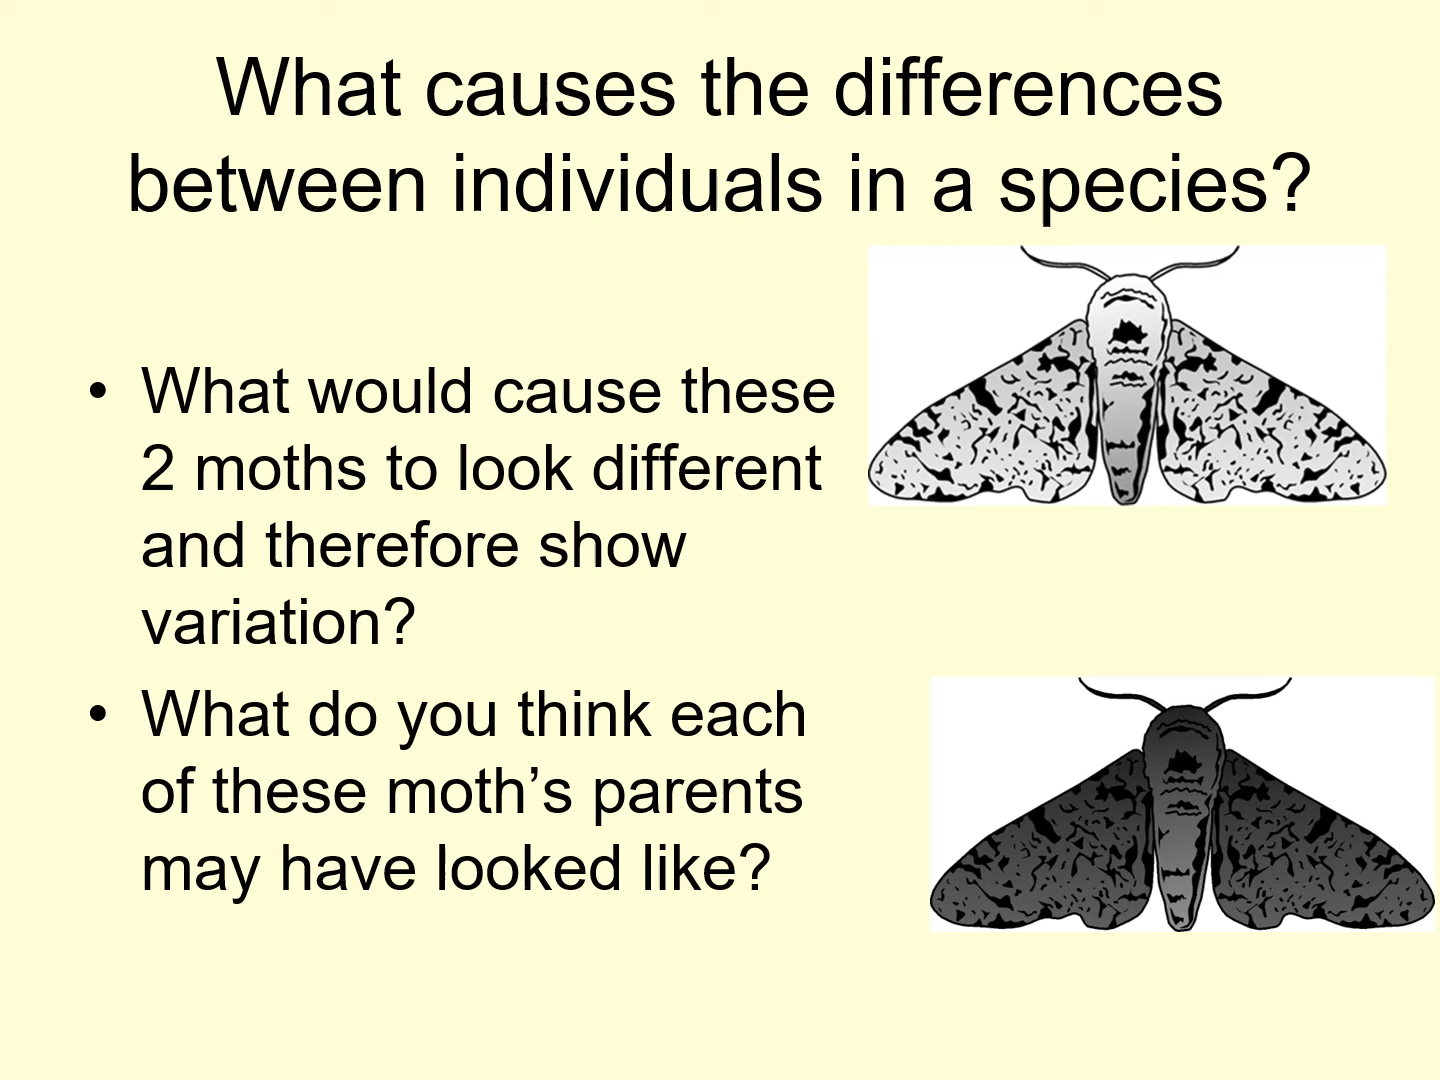 What causes the differences
between individuals in a species?
• What would cause these
2 moths to look different
and therefore show
variation?
• What do you think each
of these moth’s parents
may have looked like?